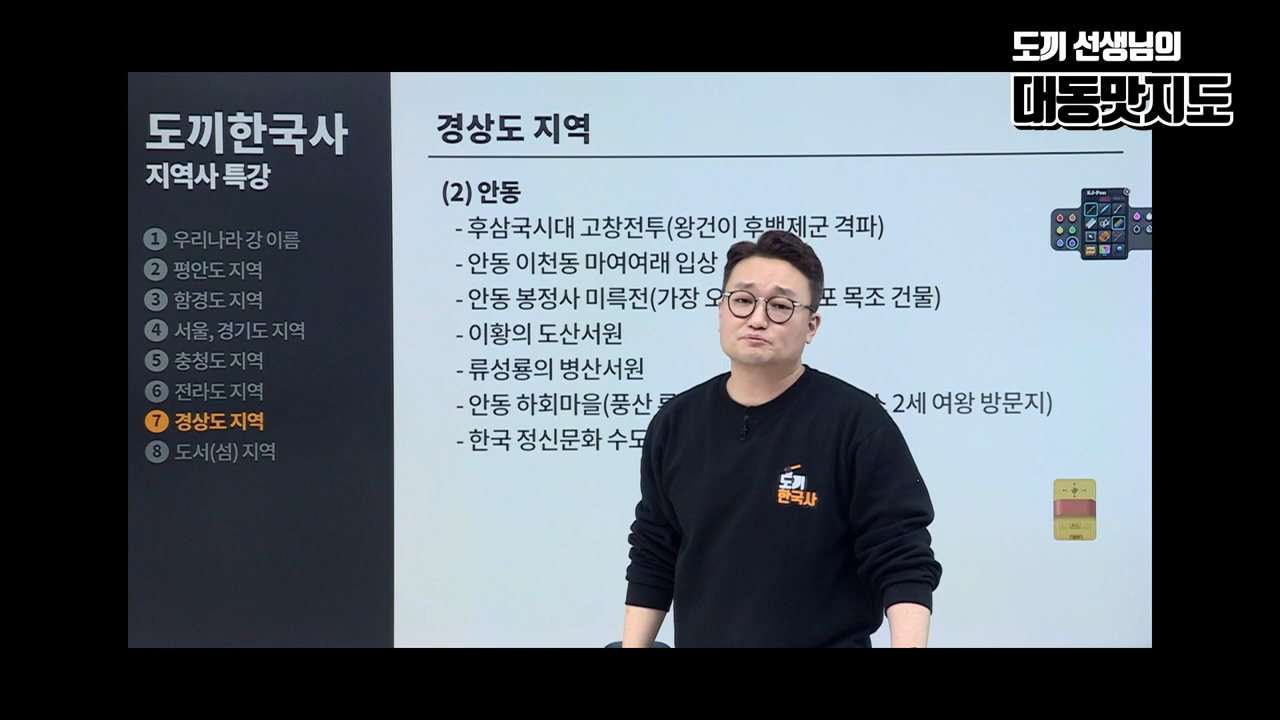 도끼 선생님의
대동맛지도
도끼한국사
지역사 특강
1 우리나라 강 이름
2 평안도 지역
3 함경도 지역
4 서울, 경기도 지역
5 충청도 지역
6 전라도 지역
7 경상도 지역
8 도서(섬) 지역
경상도 지역
(2) 안동
- 후삼국시대 고창전투(왕건이 후백제군 격파)
- 안동 이천동 마여여래 입상
- 안동 봉정사 미륵전(가장 포 목조 건물)
- 이황의 도산서원
- 류성룡의 병산서원
- 안동 하회마을(풍산 2세 여왕 방문지)
- 한국 정신문화 수도
EJ-Pen
도끼
한국사